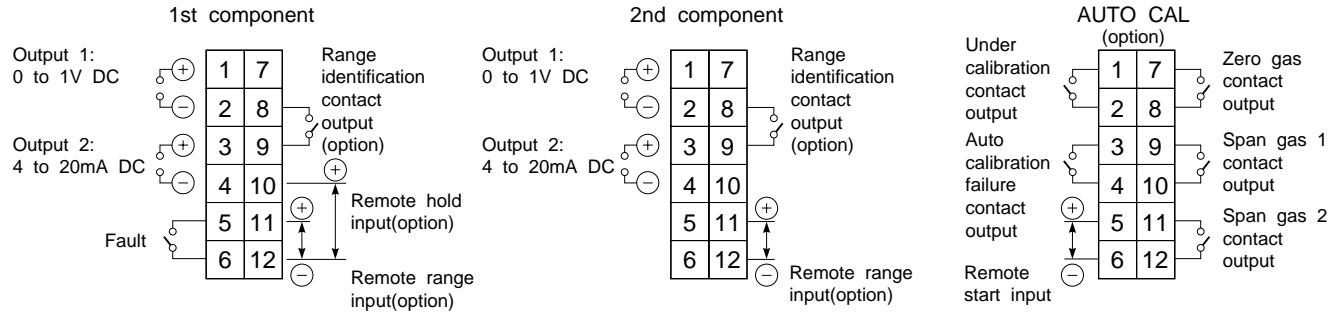 1st component
Output 1:
0 to 1V DC
+
−
Output 2:
4 to 20mA DC
+
−
Fault
1 7
2 8
3 9
4 10
5 11
6 12
Range
identification
contact
output
(option)
+
Remote hold
input(option)
+
−
Remote range
input(option)
2nd component
Output 1:
0 to 1V DC
+
−
Output 2:
4 to 20mA DC
+
−
1 7
2 8
3 9
4 10
5 11
6 12
Range
identification
contact
output
(option)
+
−
Remote range
input(option)
AUTO CAL
(option)
Under
calibration
contact
output
Auto
calibration
failure
contact
output
+
−
Remote
start input
1 7
2 8
3 9
4 10
5 11
6 12
Zero gas
contact
output
Span gas 1
contact
output
Span gas 2
contact
output